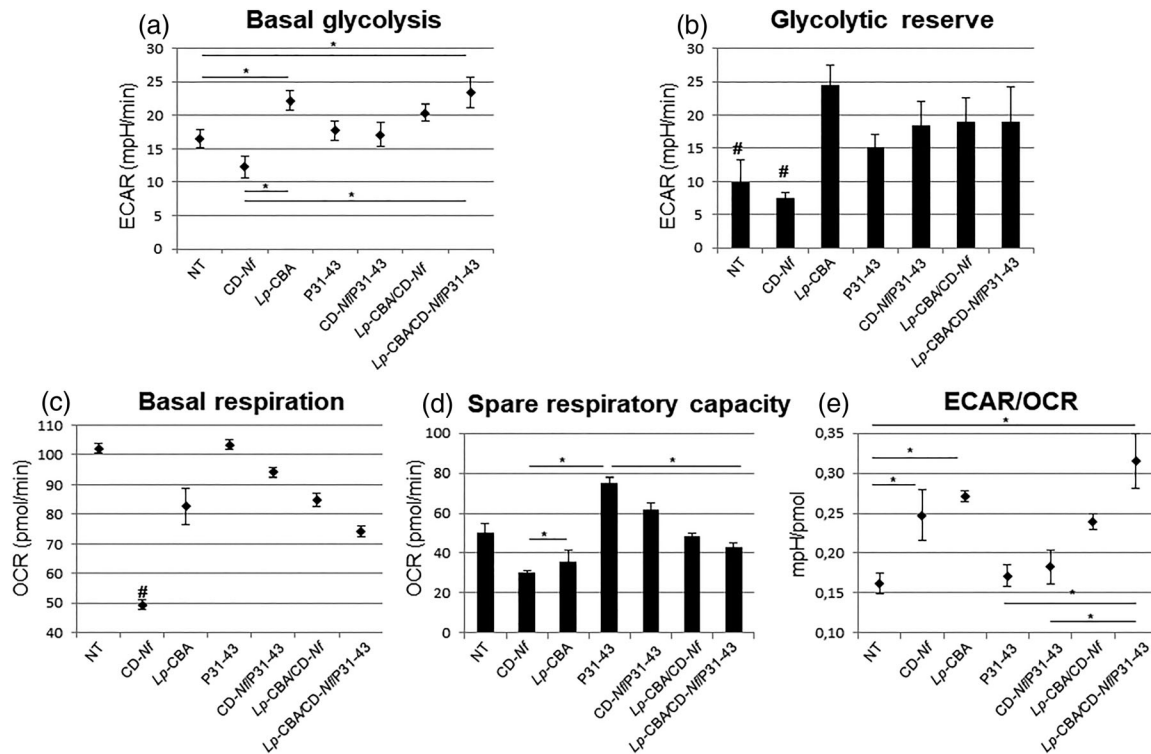 (a) Basal glycolysis
ECAR (mpH/min)
30
25
20
15
10
5
0
*
*
*
*
NT
CD-Nf
Lp-CBA
P31-43
CD-Nf/P31-43
Lp-CBA/CD-Nf
Lp-CBA/CD-Nf/P31-43
(b) Glycolytic reserve
ECAR (mpH/min)
30
25
20
15
10
5
0
#
#
NT
CD-Nf
Lp-CBA
P31-43
CD-Nf/P31-43
Lp-CBA/CD-Nf
Lp-CBA/CD-Nf/P31-43
(c) Basal respiration
OCR (pmol/min)
110
100
90
80
70
60
50
40
#
NT
CD-Nf
Lp-CBA
P31-43
CD-Nf/P31-43
Lp-CBA/CD-Nf
Lp-CBA/CD-Nf/P31-43
(d) Spare respiratory capacity
OCR (pmol/min)
100
80
60
40
20
0
*
*
*
NT
CD-Nf
Lp-CBA
P31-43
CD-Nf/P31-43
Lp-CBA/CD-Nf
Lp-CBA/CD-Nf/P31-43
(e) ECAR/OCR
mpH/pmol
0,35
0,30
0,25
0,20
0,15
0,10
*
*
*
*
*
NT
CD-Nf
Lp-CBA
P31-43
CD-Nf/P31-43
Lp-CBA/CD-Nf
Lp-CBA/CD-Nf/P31-43